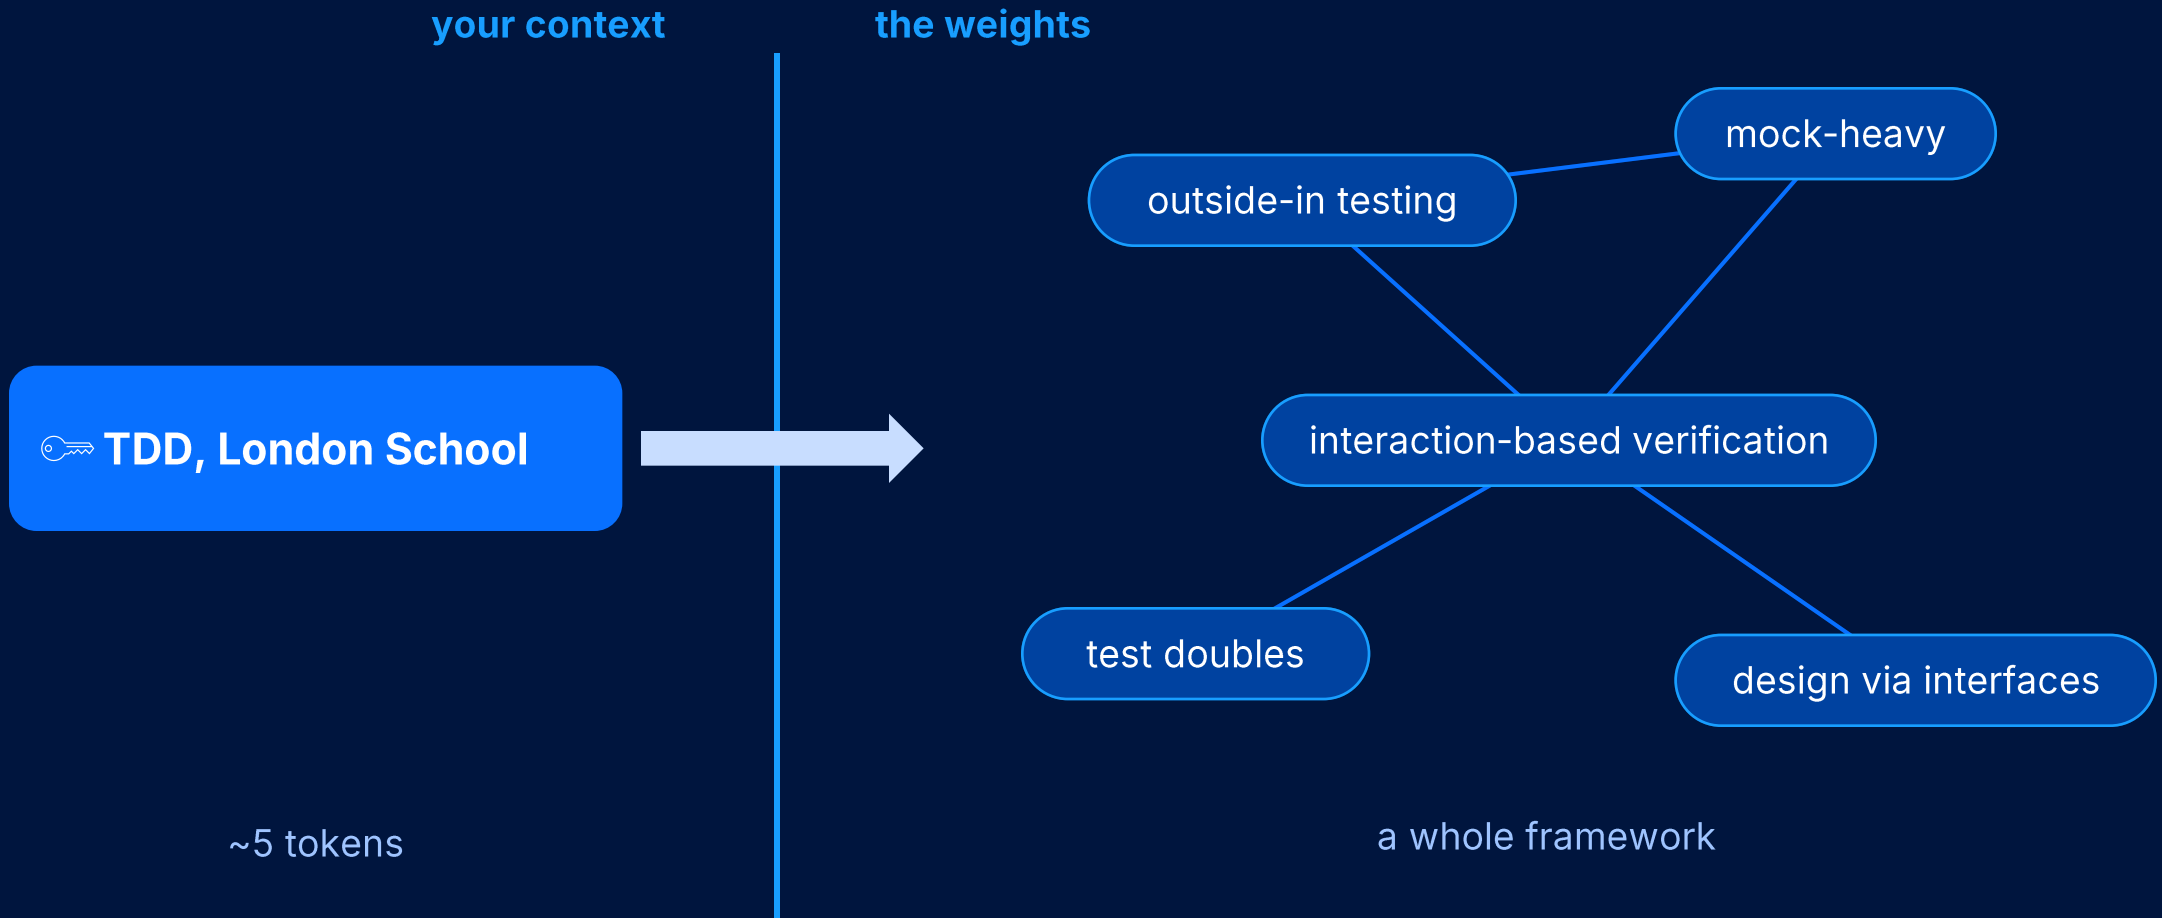 your context
the weights
mock-heavy
outside-in testing
interaction-based verification
TDD, London School
test doubles
design via interfaces
~5 tokens
a whole framework